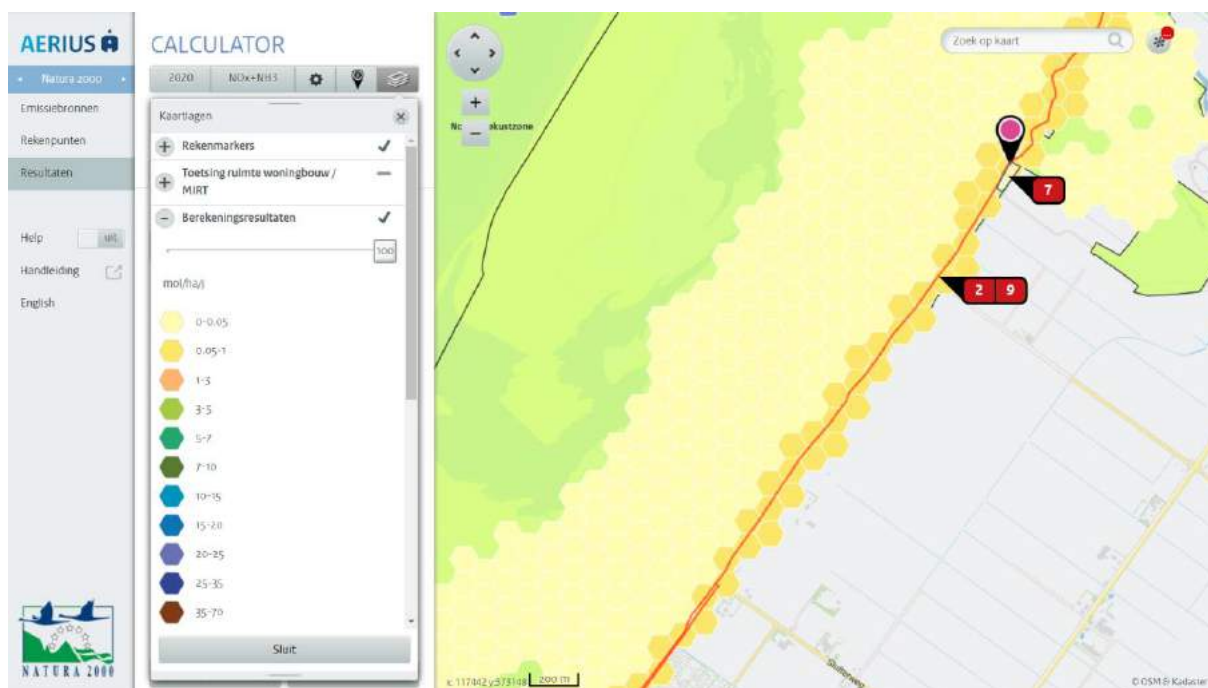 AERIUS
Natura 2000
Emissiebronnen
Rekenpunten
Resultaten
Help
uit
Handleiding
English
NATURA 2000
CALCULATOR
2020
NOx+NH3
Kaartlagen
Rekenmarkers
Toetsing ruimte woningbouw /
MIRT
Berekeningsresultaten
100
mol/ha/j
0-0.05
0.05-1
1-3
3-5
5-7
7-10
10-15
15-20
20-25
25-35
35-70
Sluit
Zoek op kaart
7
2 9
x: 117442 y:573148
200 m
© OSM & Kadaster